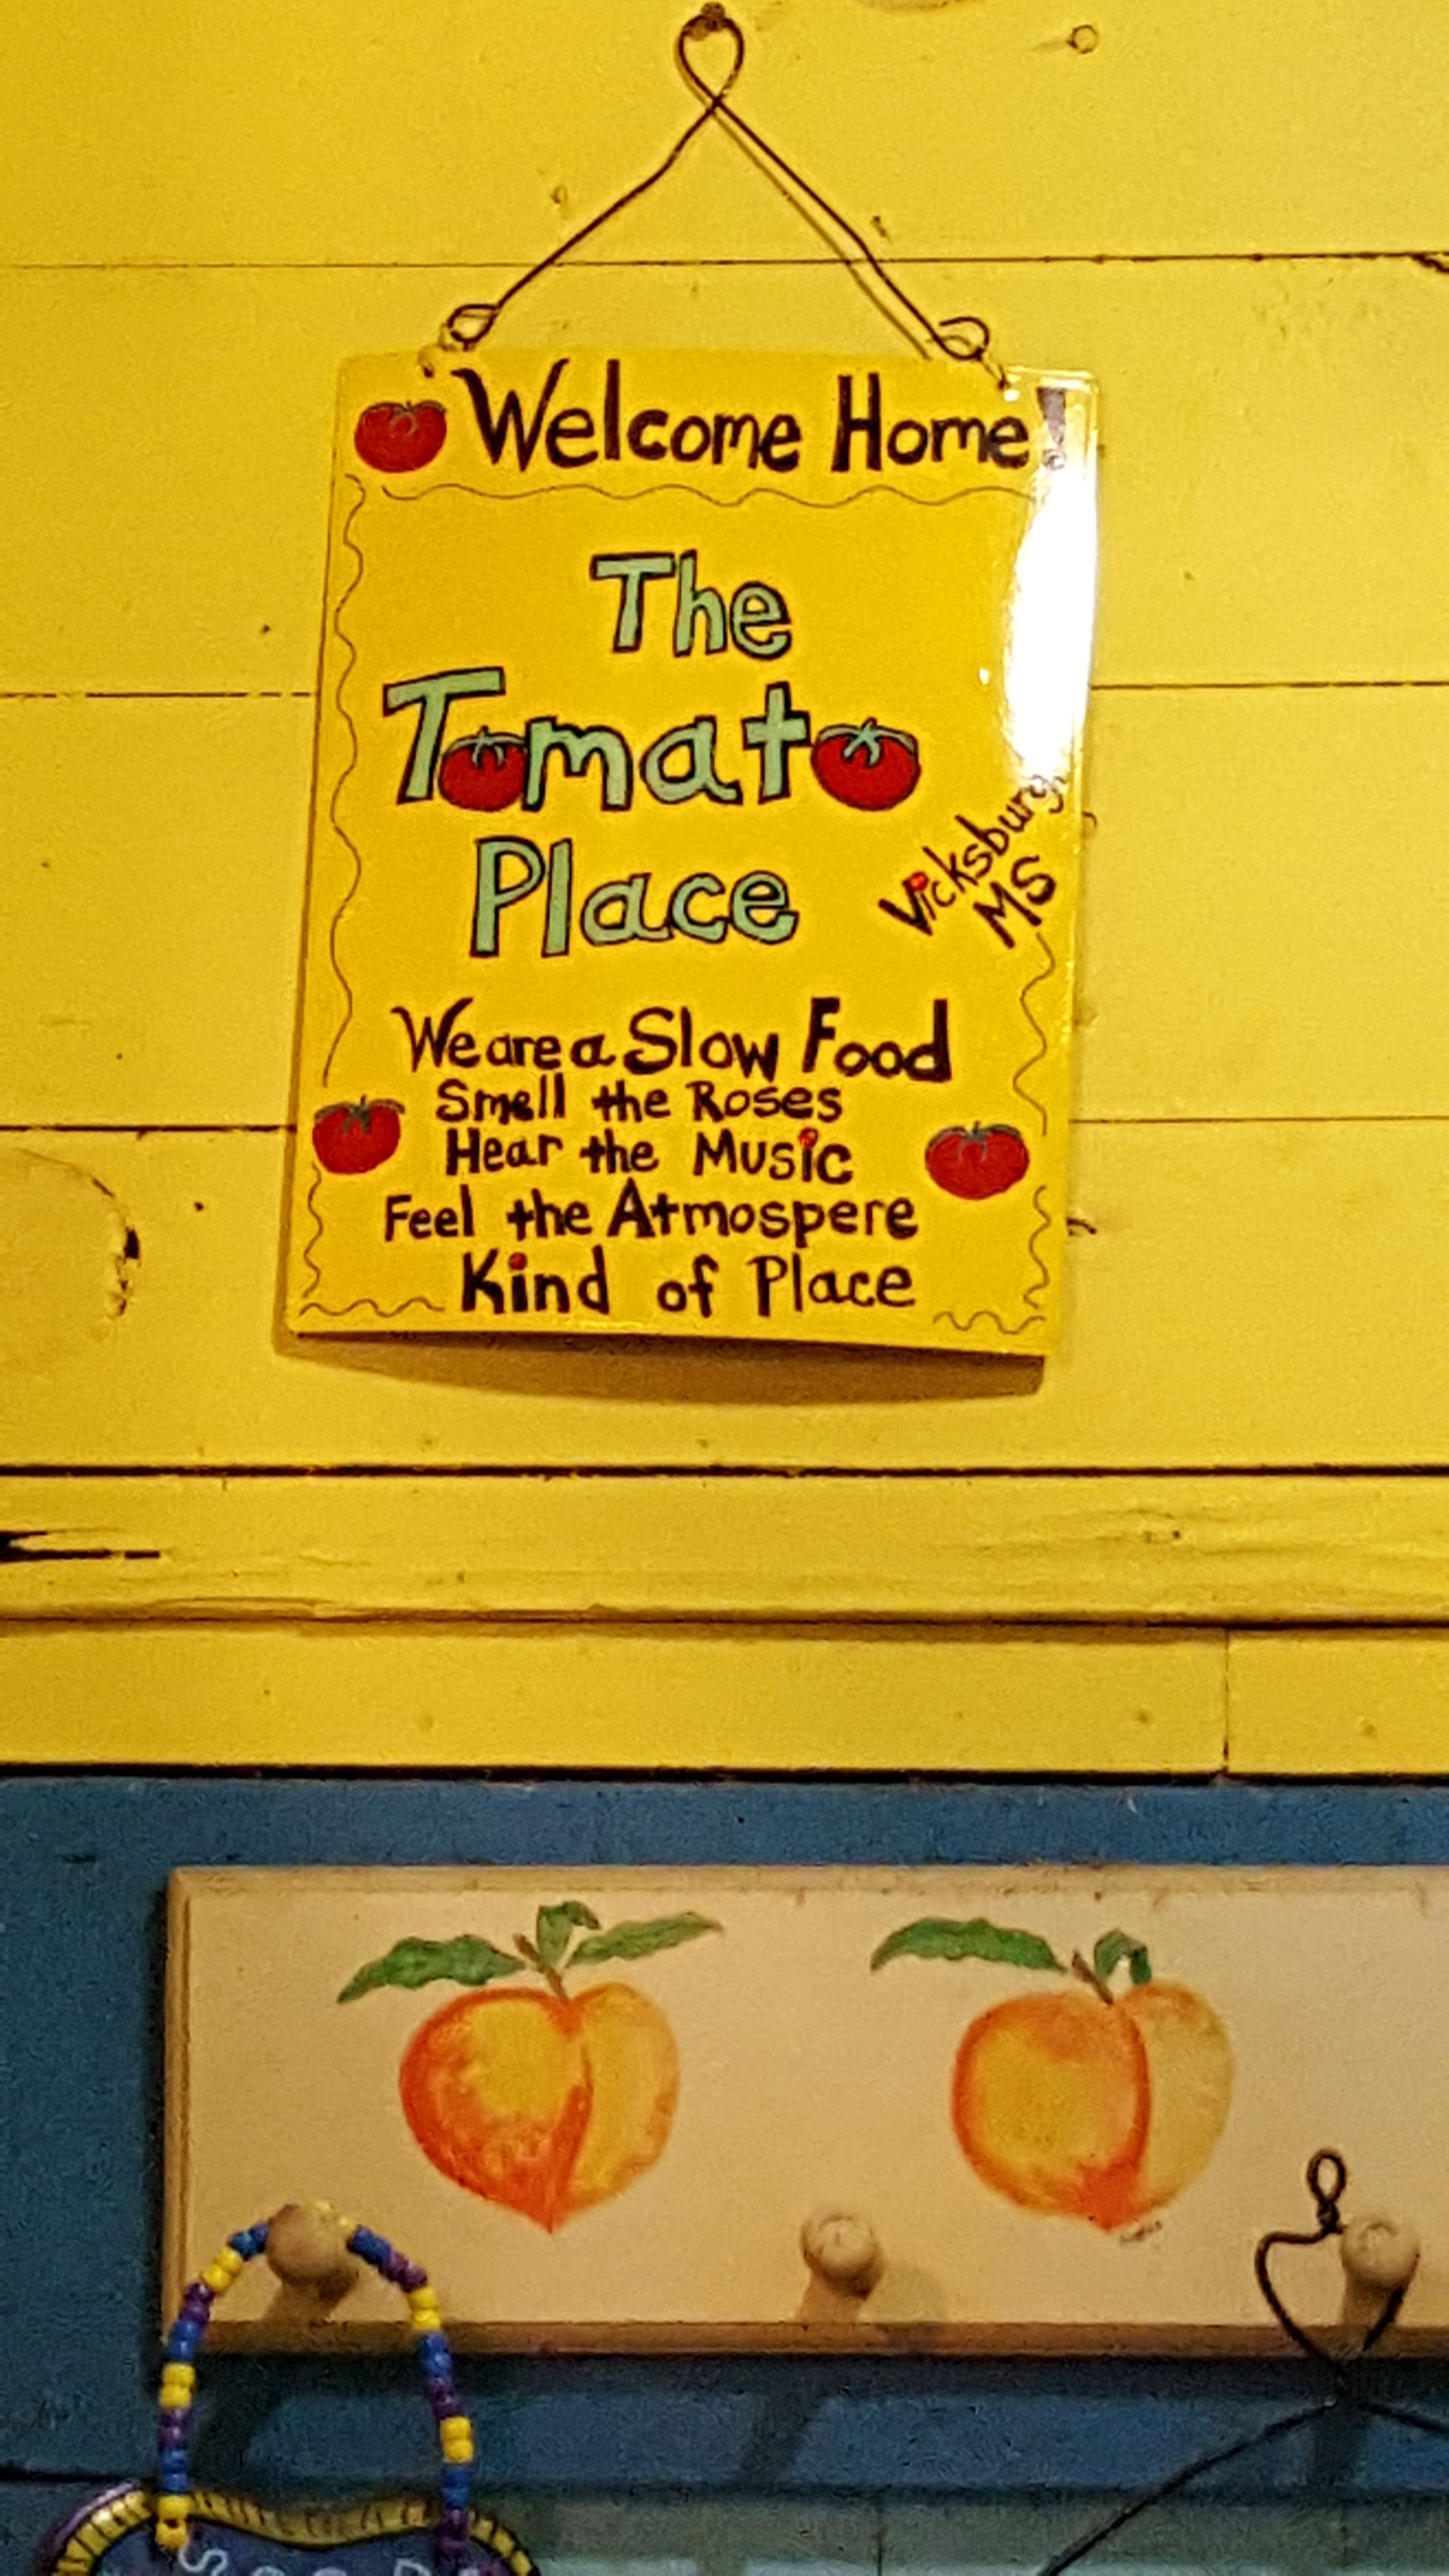 Welcome Home!
The
Tomato
Place
Vicksburg
MS
We are a Slow Food
Smell the Roses
Hear the Music
Feel the Atmospere
Kind of Place